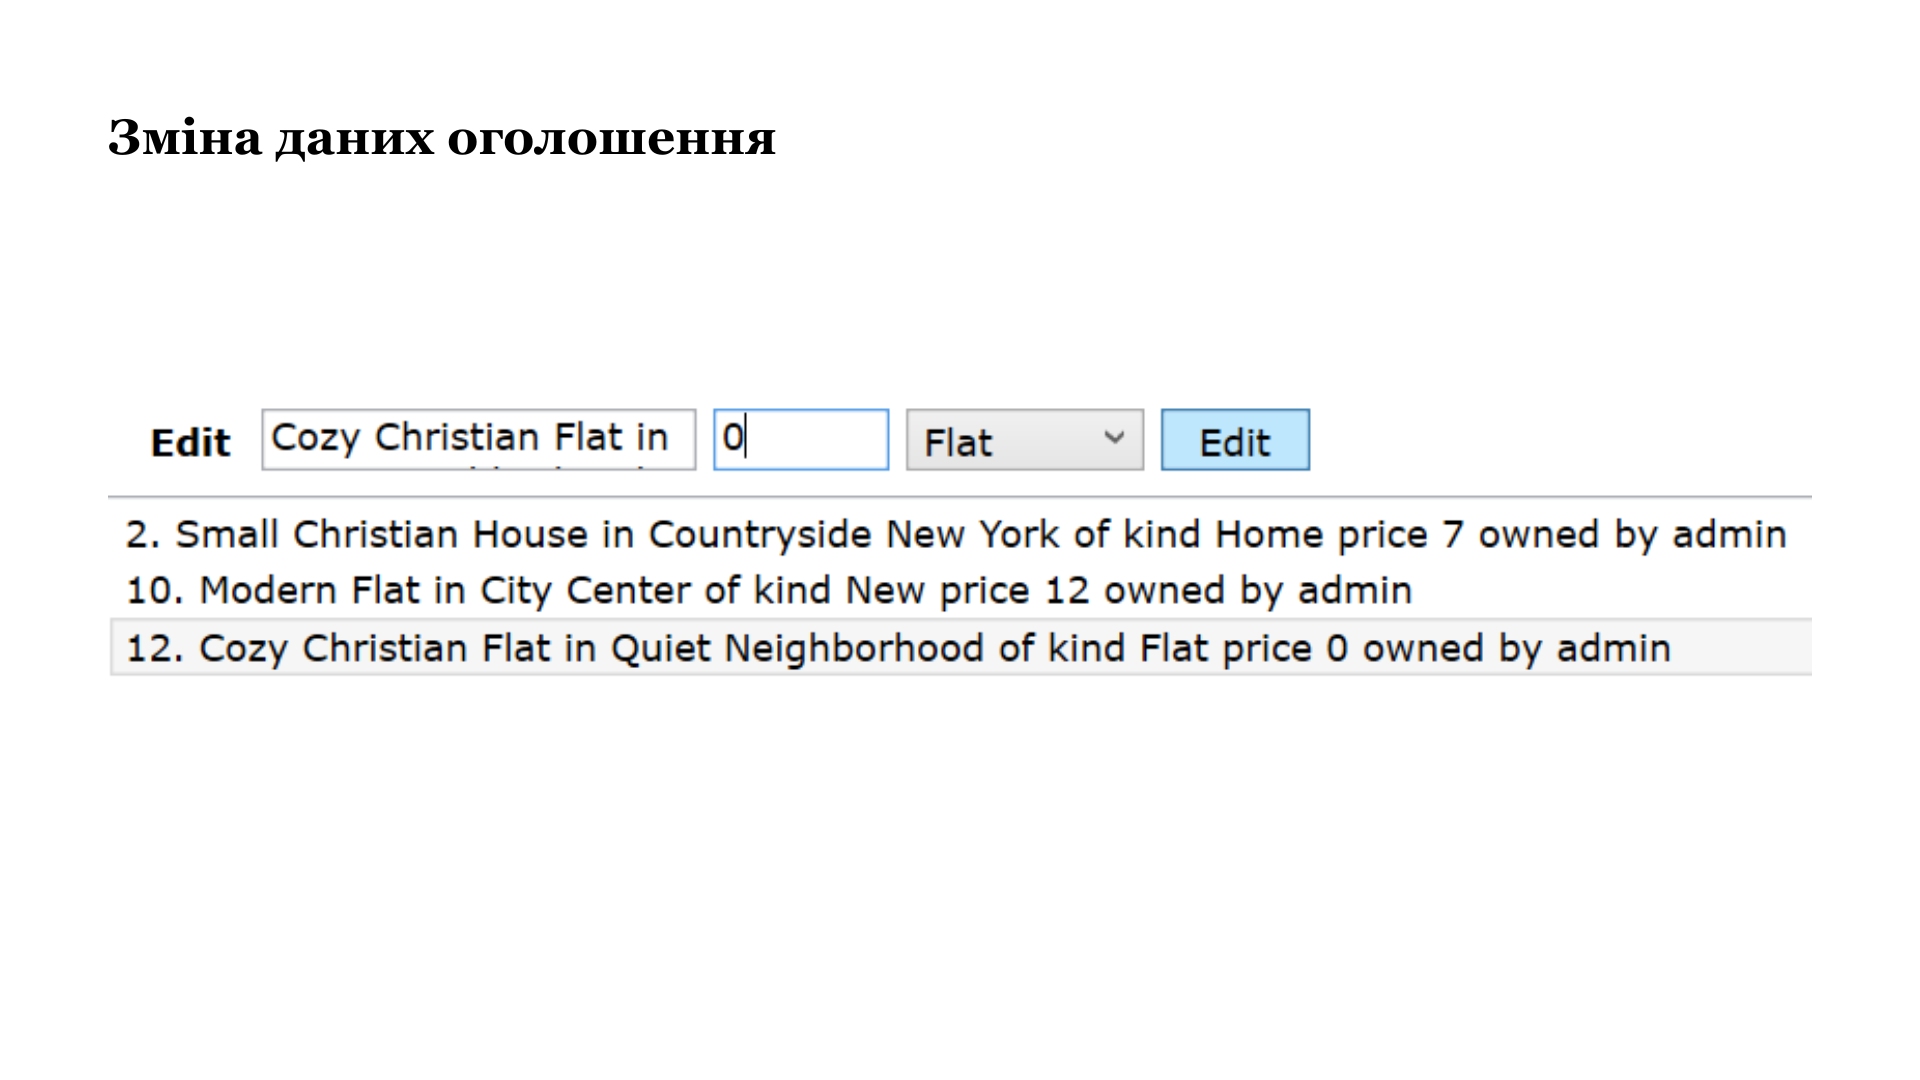 Зміна даних оголошення
Edit Cozy Christian Flat in 0 Flat Edit
2. Small Christian House in Countryside New York of kind Home price 7 owned by admin
10. Modern Flat in City Center of kind New price 12 owned by admin
12. Cozy Christian Flat in Quiet Neighborhood of kind Flat price 0 owned by admin